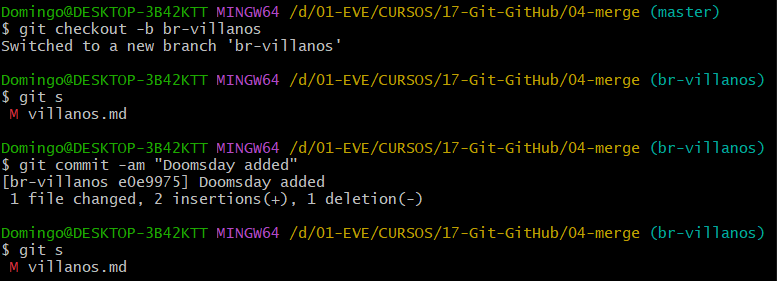 Domingo@DESKTOP-3B42KTT MINGW64 /d/01-EVE/CURSOS/17-Git-GitHub/04-merge (master)
$ git checkout -b br-villanos
Switched to a new branch 'br-villanos'
Domingo@DESKTOP-3B42KTT MINGW64 /d/01-EVE/CURSOS/17-Git-GitHub/04-merge (br-villanos)
$ git s
 M villanos.md
Domingo@DESKTOP-3B42KTT MINGW64 /d/01-EVE/CURSOS/17-Git-GitHub/04-merge (br-villanos)
$ git commit -am "Doomsday added"
[br-villanos e0e9975] Doomsday added
 1 file changed, 2 insertions(+), 1 deletion(-)
Domingo@DESKTOP-3B42KTT MINGW64 /d/01-EVE/CURSOS/17-Git-GitHub/04-merge (br-villanos)
$ git s
 M villanos.md